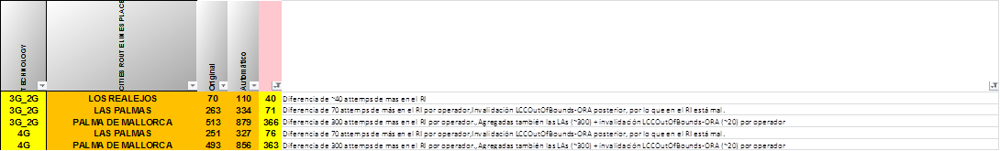 TECHNOLOGY CITIES ROUTE LINES PLACE Original Automático
3G_2G LOS REALEJOS 70 110 40 Diferencia de ~40 attemps de mas en el RI
3G_2G LAS PALMAS 263 334 71 Diferencia de 70 attemps de más en el RI por operador,Invalidación LCCOutOfBounds-ORA posterior, por lo que en el RI está mal.
3G_2G PALMA DE MALLORCA 513 879 366 Diferencia de 300 attemps de mas en el RI por operador., Agregadas también las LAs (~300) + invalidación LCCOutOfBounds-ORA (~20) por operador
4G LAS PALMAS 251 327 76 Diferencia de 70 attemps de más en el RI por operador, Invalidación LCCOutOfBounds-ORA posterior, por lo que en el RI está mal.
4G PALMA DE MALLORCA 493 856 363 Diferencia de 300 attemps de mas en el RI por operador., Agregadas también las LAs (~300) + invalidación LCCOutOfBounds-ORA (~20) por operador